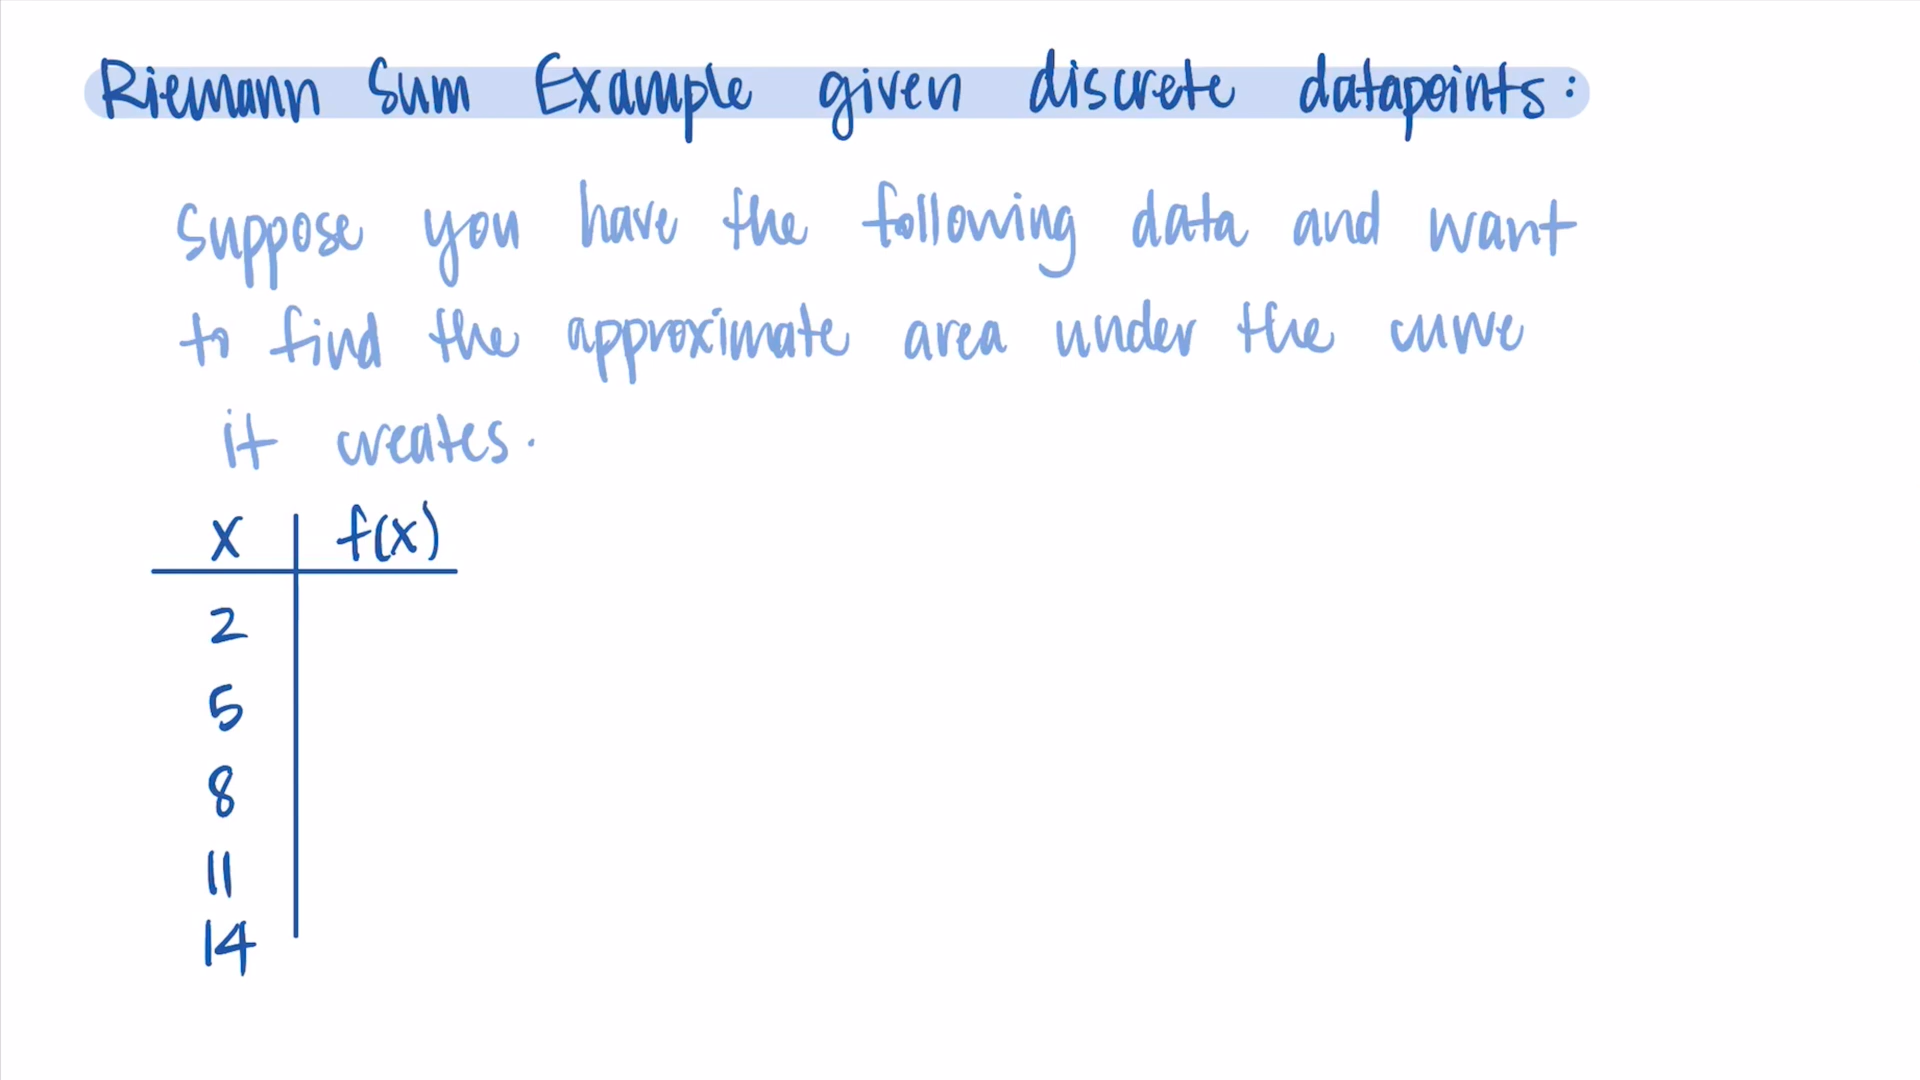 Riemann Sum Example given discrete datapoints:
suppose you have the following data and want
to find the approximate area under the curve
it creates.
x f(x)
2
5
8
11
14